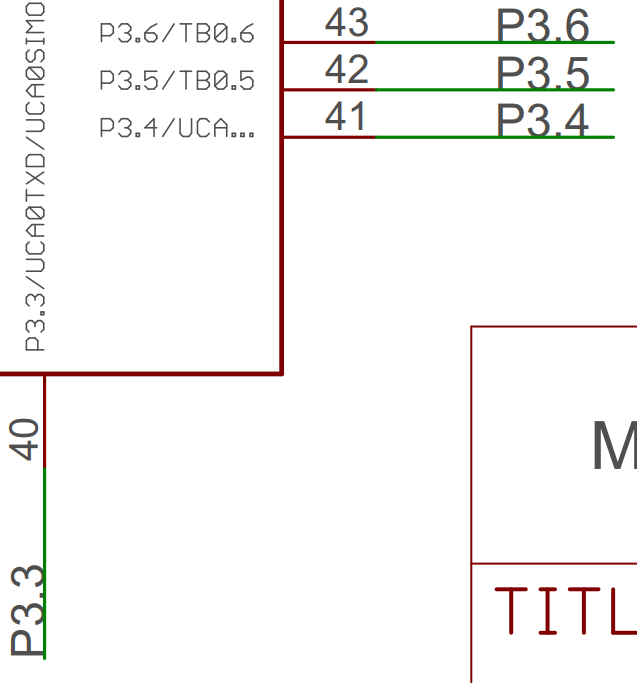 P3.6/TB0.6 43 P3.6
P3.5/TB0.5 42 P3.5
P3.4/UCA... 41 P3.4
P3.3/UCA0TXD/UCA0SIMO
40
P3.3
M
TITL